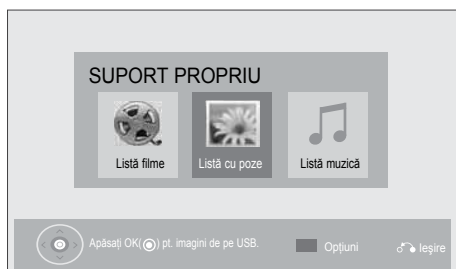 SUPORT PROPRIU
Listă filme Listă cu poze Listă muzică
Apăsați OK(◉) pt. imagini de pe USB. Opțiuni Ieșire